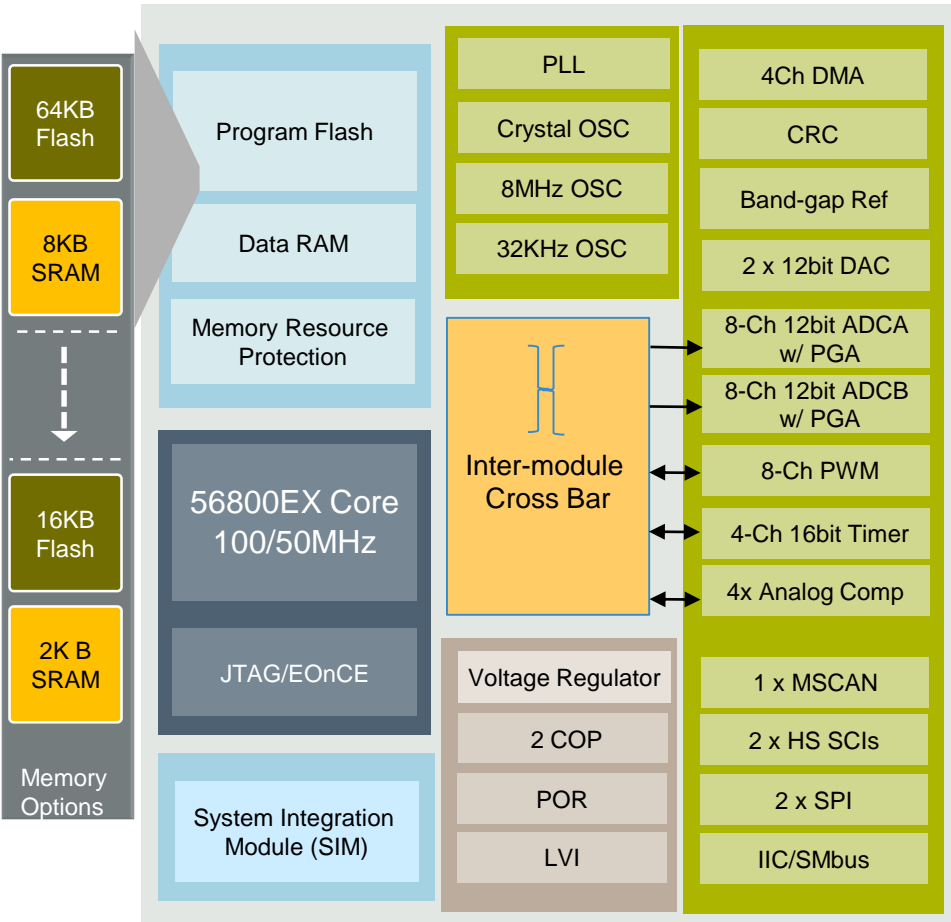 64KB
Flash
8KB
SRAM
16KB
Flash
2K B
SRAM
Memory
Options
Program Flash
Data RAM
Memory Resource
Protection
56800EX Core
100/50MHz
JTAG/EOnCE
System Integration
Module (SIM)
PLL
Crystal OSC
8MHz OSC
32KHz OSC
Inter-module
Cross Bar
Voltage Regulator
2 COP
POR
LVI
4Ch DMA
CRC
Band-gap Ref
2 x 12bit DAC
8-Ch 12bit ADCA
w/ PGA
8-Ch 12bit ADCB
w/ PGA
8-Ch PWM
4-Ch 16bit Timer
4x Analog Comp
1 x MSCAN
2 x HS SCIs
2 x SPI
IIC/SMbus